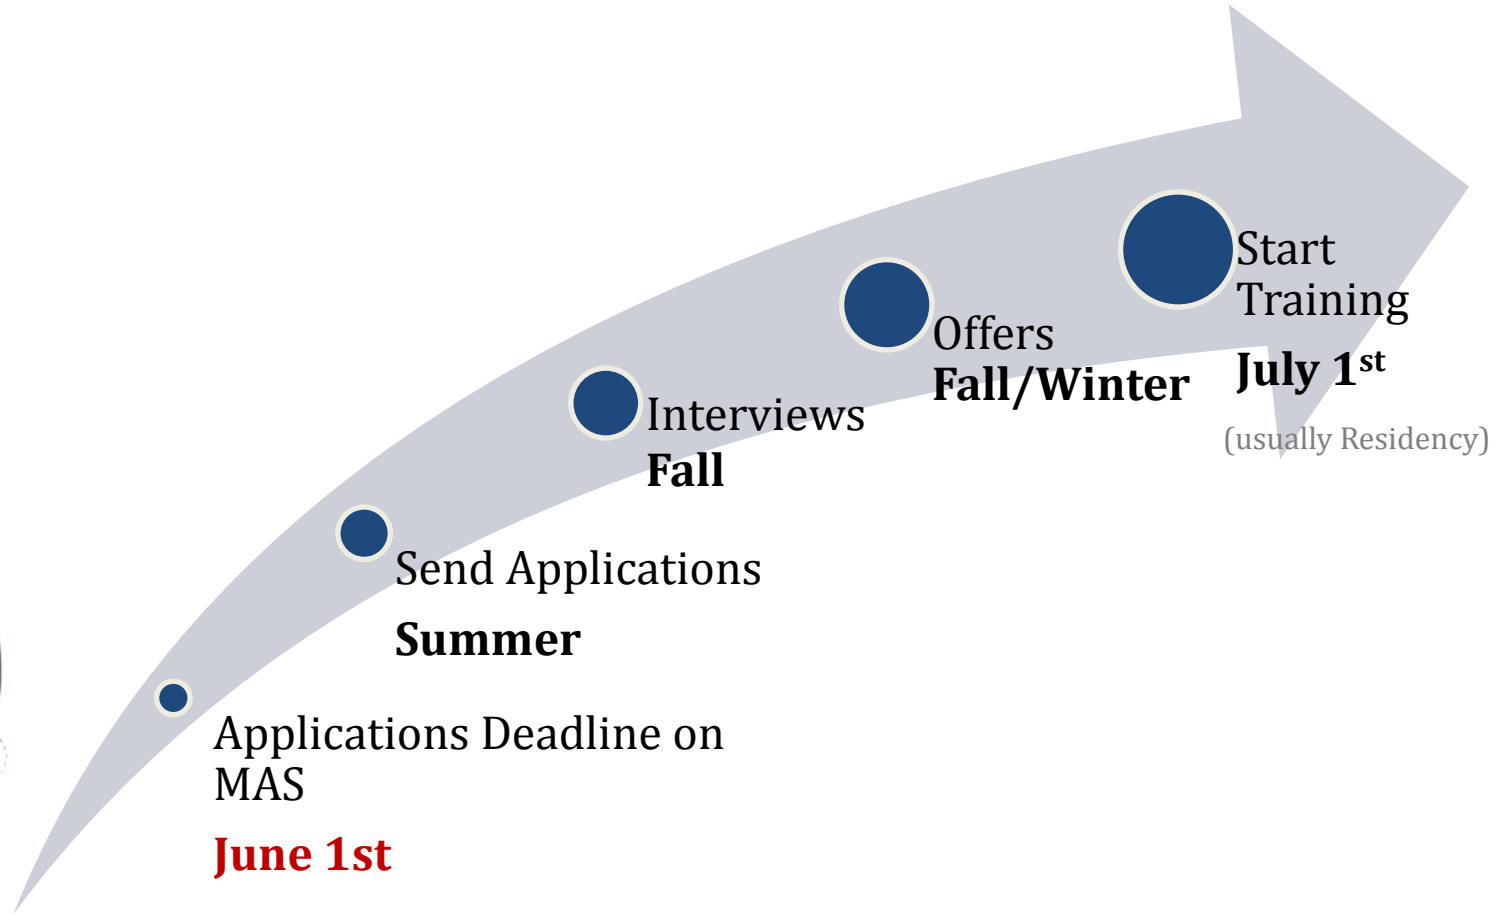 Applications Deadline on
MAS
June 1st
Send Applications
Summer
Interviews
Fall
Offers
Fall/Winter
Start
Training
July 1st
(usually Residency)